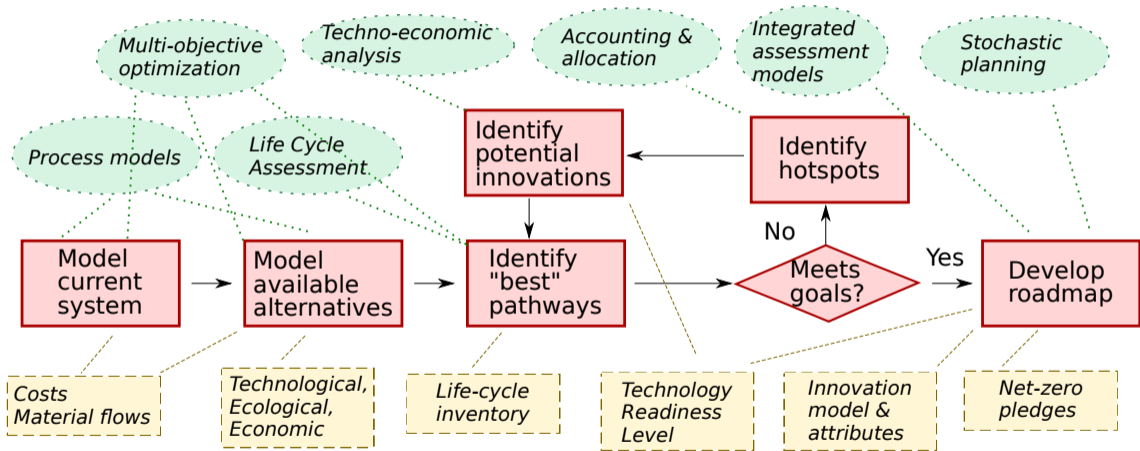 Multi-objective
optimization
Techno-economic
analysis
Accounting &
allocation
Integrated
assessment
models
Stochastic
planning
Process models
Life Cycle
Assessment
Identify
potential
innovations
Identify
hotspots
No
Yes
Model
current
system
Model
available
alternatives
Identify
"best"
pathways
Meets
goals?
Develop
roadmap
Costs
Material flows
Technological,
Ecological,
Economic
Life-cycle
inventory
Technology
Readiness
Level
Innovation
model &
attributes
Net-zero
pledges